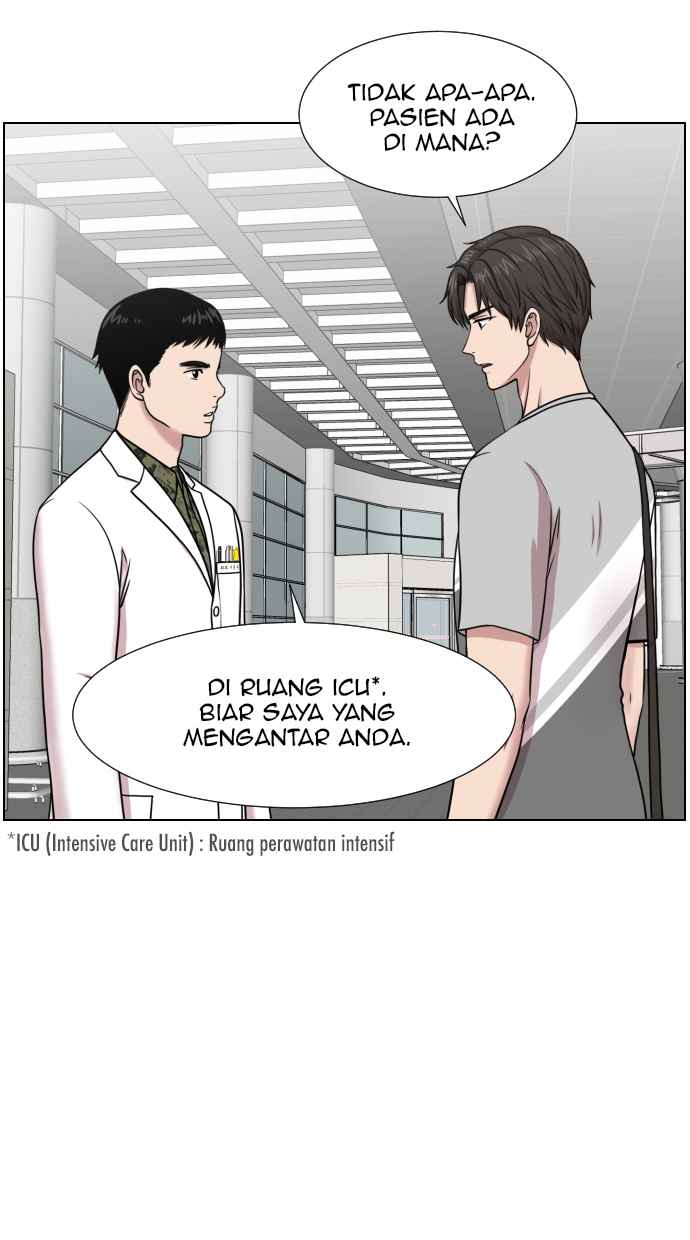 TIDAK APA-APA.
PASIEN ADA
DI MANA?
DI RUANG ICU*.
BIAR SAYA YANG
MENGANTAR ANDA.
*ICU (Intensive Care Unit) : Ruang perawatan intensif